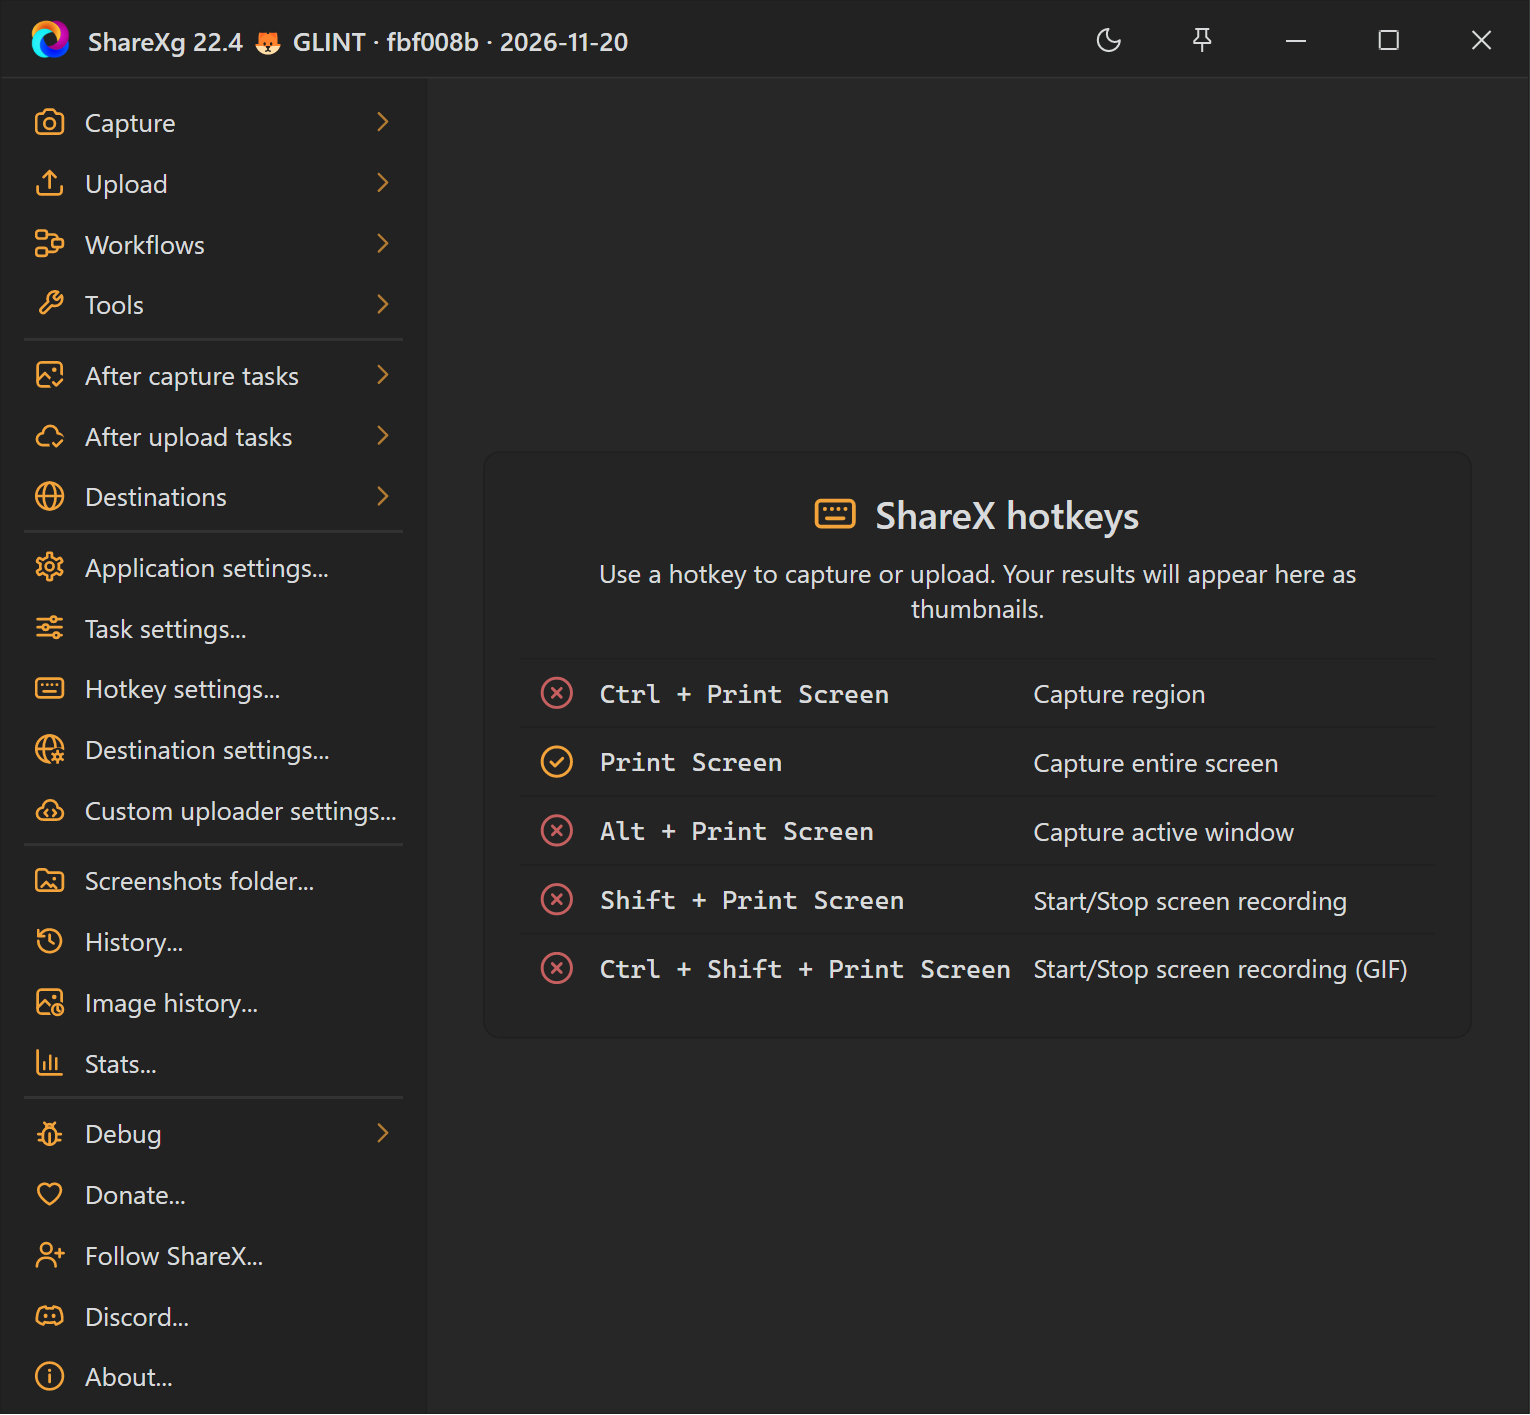 ShareXg 22.4 🦊 GLINT · fbf008b · 2026-11-20
Capture
Upload
Workflows
Tools
After capture tasks
After upload tasks
Destinations
Application settings...
Task settings...
Hotkey settings...
Destination settings...
Custom uploader settings...
Screenshots folder...
History...
Image history...
Stats...
Debug
Donate...
Follow ShareX...
Discord...
About...
ShareX hotkeys
Use a hotkey to capture or upload. Your results will appear here as
thumbnails.
Ctrl + Print Screen Capture region
Print Screen Capture entire screen
Alt + Print Screen Capture active window
Shift + Print Screen Start/Stop screen recording
Ctrl + Shift + Print Screen Start/Stop screen recording (GIF)